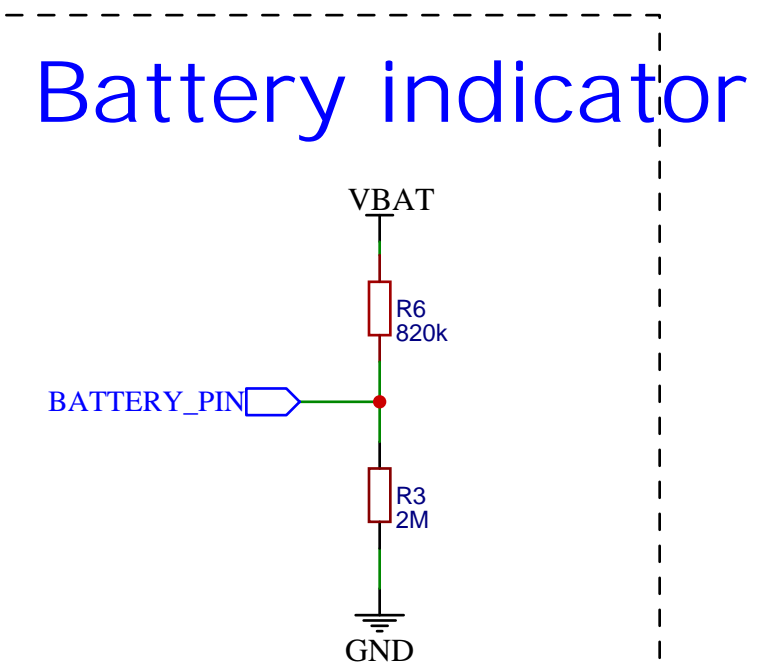 Battery indicator
VBAT
R6
820k
BATTERY_PIN
R3
2M
GND